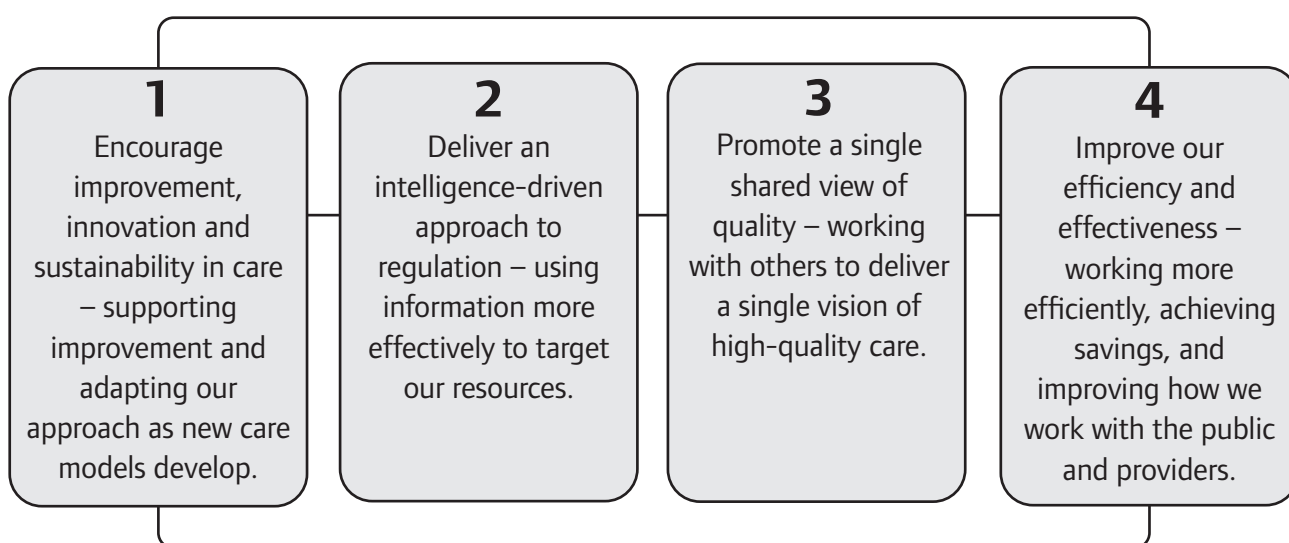 1
Encourage
improvement,
innovation and
sustainability in care
– supporting
improvement and
adapting our
approach as new care
models develop.
2
Deliver an
intelligence-driven
approach to
regulation – using
information more
effectively to target
our resources.
3
Promote a single
shared view of
quality – working
with others to deliver
a single vision of
high-quality care.
4
Improve our
efficiency and
effectiveness –
working more
efficiently, achieving
savings, and
improving how we
work with the public
and providers.